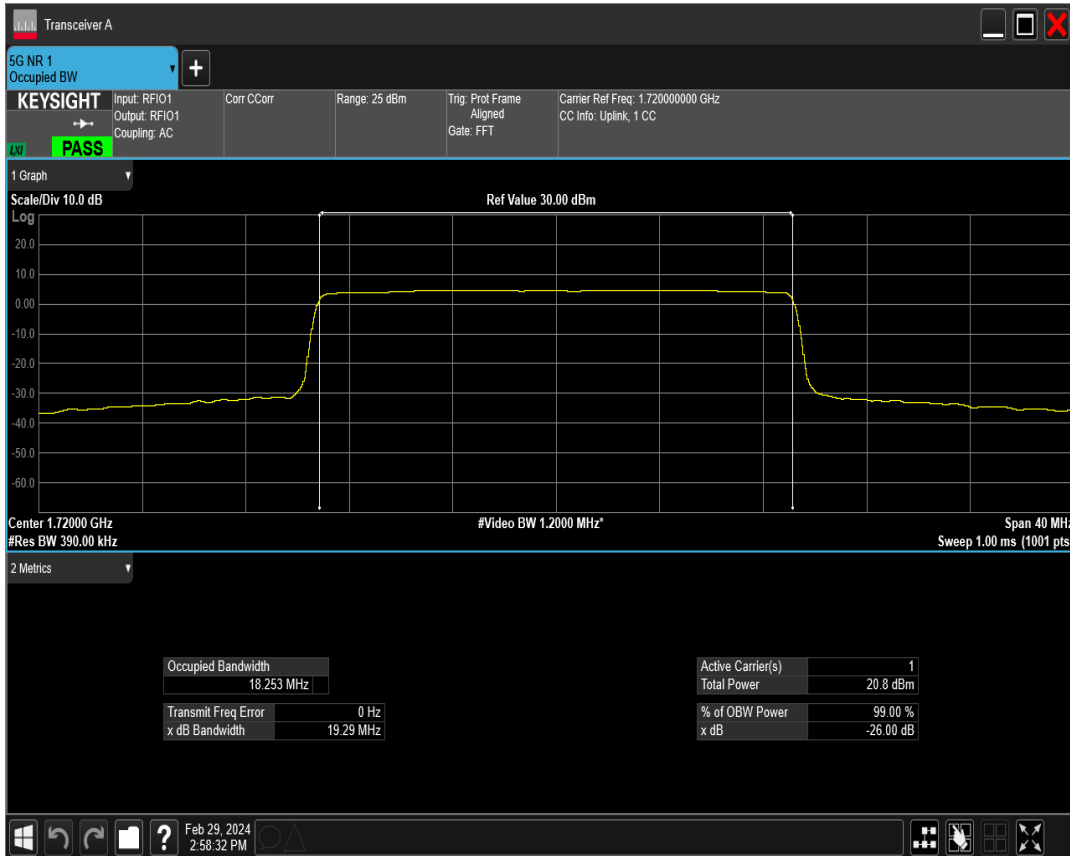 Transceiver A
5G NR 1
Occupied BW
KEYSIGHT
LXI
PASS
Input: RFIO1
Output: RFIO1
Coupling: AC
Corr CCorr
Range: 25 dBm
Trig: Prot Frame
Aligned
Gate: FFT
Carrier Ref Freq: 1.720000000 GHz
CC Info: Uplink, 1 CC
1 Graph
Scale/Div 10.0 dB
Ref Value 30.00 dBm
Log
20.0
10.0
0.00
-10.0
-20.0
-30.0
-40.0
-50.0
-60.0
Center 1.72000 GHz
#Video BW 1.2000 MHz*
Span 40 MHz
#Res BW 390.00 kHz
Sweep 1.00 ms (1001 pts
2 Metrics
Occupied Bandwidth
18.253 MHz
Transmit Freq Error 0 Hz
x dB Bandwidth 19.29 MHz
Active Carrier(s) 1
Total Power 20.8 dBm
% of OBW Power 99.00 %
x dB -26.00 dB
?
Feb 29, 2024
2:58:32 PM